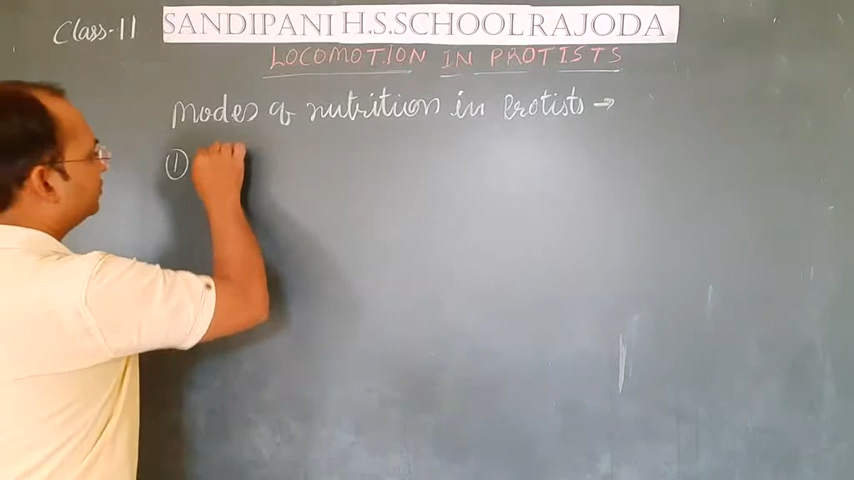 Class-11
SANDIPANI H.S.SCHOOL RAJODA
LOCOMOTION IN PROTISTS
Modes of nutrition in Protists →
①